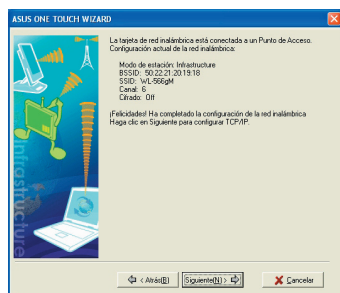 ASUS ONE TOUCH WIZARD
La tarjeta de red inalámbrica está conectada a un Punto de Acceso.
Configuración actual de la red inalámbrica:
Modo de estación: Infrastructure
BSSID: 50:22:21:20:19:18
SSID: WL-566gM
Canal: 6
Cifrado: Off
¡Felicidades! Ha completado la configuración de la red inalámbrica
Haga clic en Siguiente para configurar TCP/IP.
Infrastructure
< Atrás(B)
Siguiente(N) >
Cancelar